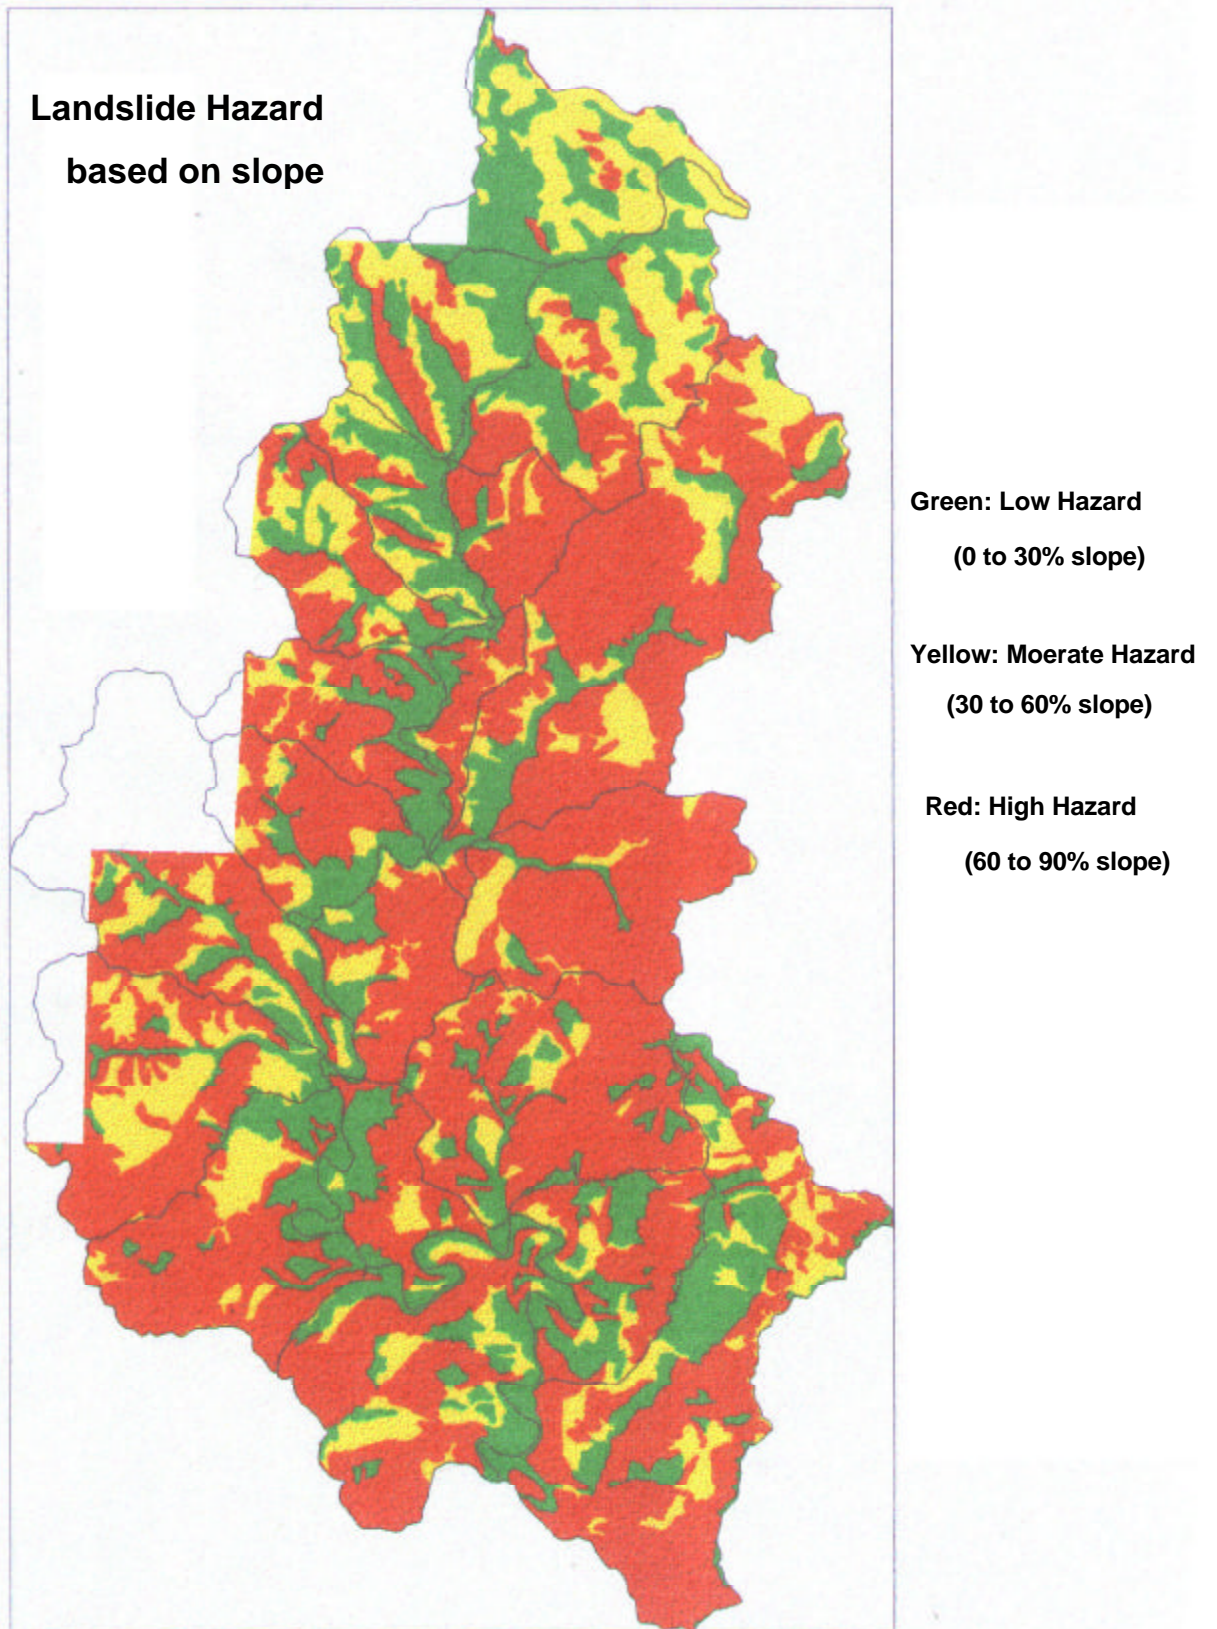 Landslide Hazard
based on slope
Green: Low Hazard
(0 to 30% slope)
Yellow: Moerate Hazard
(30 to 60% slope)
Red: High Hazard
(60 to 90% slope)